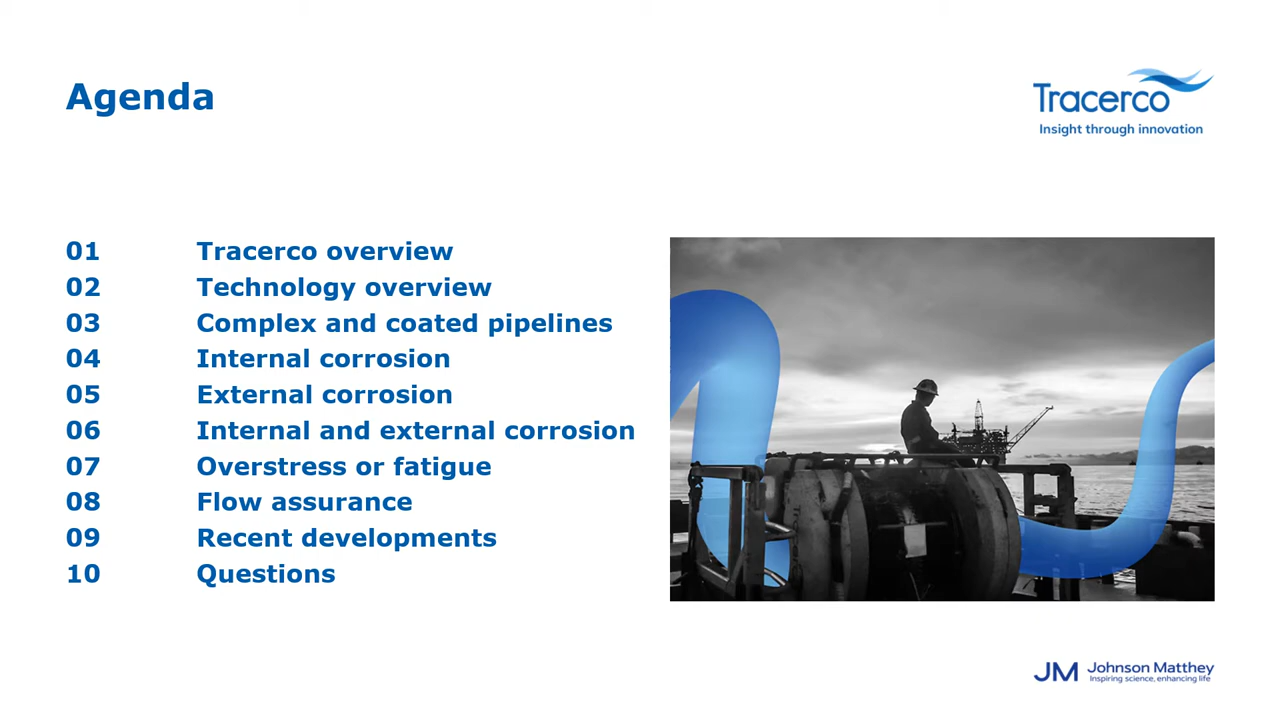 Agenda
Tracerco
Insight through innovation
01 Tracerco overview
02 Technology overview
03 Complex and coated pipelines
04 Internal corrosion
05 External corrosion
06 Internal and external corrosion
07 Overstress or fatigue
08 Flow assurance
09 Recent developments
10 Questions
JM Johnson Matthey
Inspiring science, enhancing life